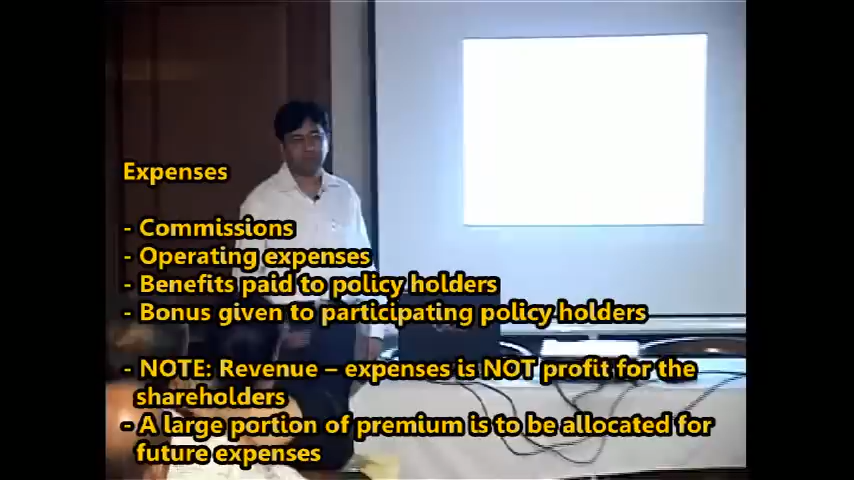 Expenses
- Commissions
- Operating expenses
- Benefits paid to policy holders
- Bonus given to participating policy holders
- NOTE: Revenue – expenses is NOT profit for the
shareholders
- A large portion of premium is to be allocated for
future expenses